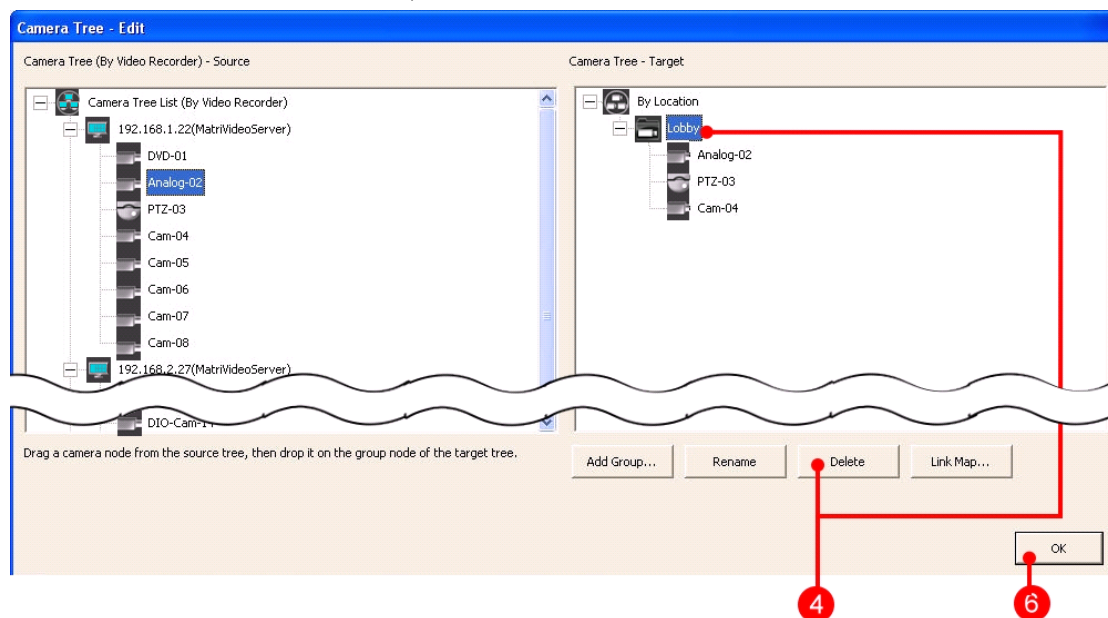 Camera Tree - Edit
Camera Tree (By Video Recorder) - Source
Camera Tree - Target
Camera Tree List (By Video Recorder)
192.168.1.22(MatriVideoServer)
DVD-01
Analog-02
PTZ-03
Cam-04
Cam-05
Cam-06
Cam-07
Cam-08
192.168.2.27(MatriVideoServer)
By Location
Lobby
Analog-02
PTZ-03
Cam-04
Drag a camera node from the source tree, then drop it on the group node of the target tree.
Add Group...
Rename
Delete
Link Map...
OK
4
6